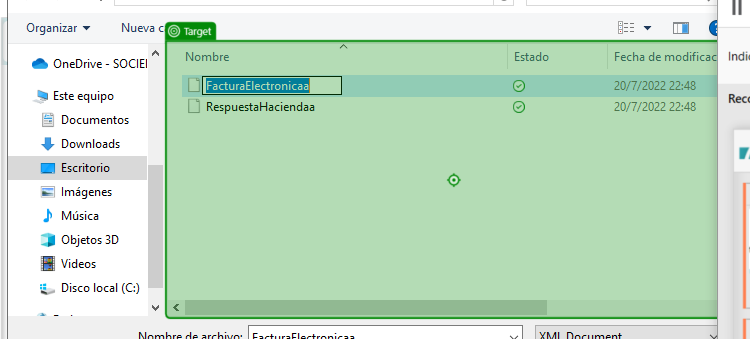 Organizar
Nueva c
Target
Indi
OneDrive - SOCIE
Nombre
Estado
Fecha de modificac
Este equipo
FacturaElectronicaa
20/7/2022 22:48
Reco
Documentos
RespuestaHaciendaa
20/7/2022 22:48
Downloads
Escritorio
Imágenes
Música
Objetos 3D
Videos
Disco local (C:)
Nombre de archivo:
FacturaElectronicaa
XML Document